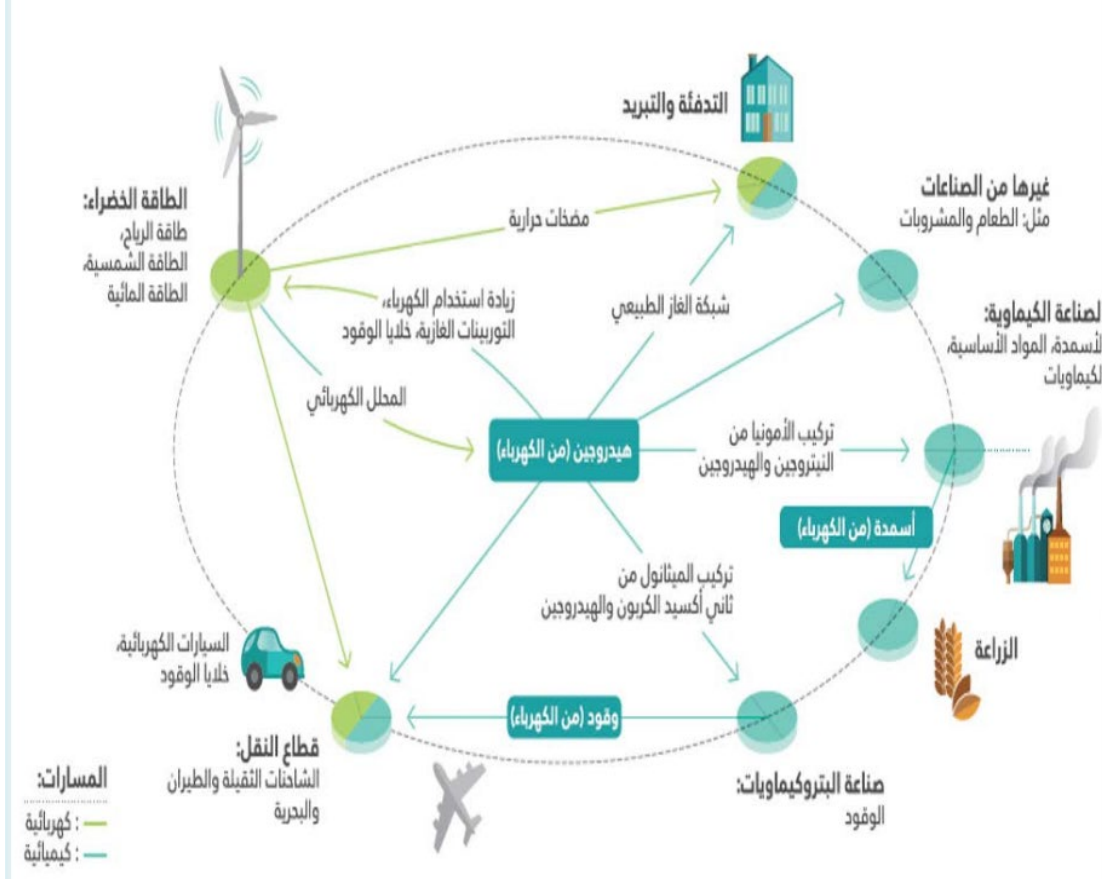 التدفئة والتبريد
غيرها من الصناعات
مثل: الطعام والمشروبات
الطاقة الخضراء:
طاقة الرياح،
الطاقة الشمسية،
الطاقة المائية
مضخات حرارية
زيادة استخدام الكهرباء،
التوربينات الغازية، خلايا الوقود
شبكة الغاز الطبيعي
لصناعة الكيماوية:
لأسمدة، المواد الأساسية،
لكيماويات
المحلل الكهربائي
هيدروجين (من الكهرباء)
تركيب الأمونيا من
النيتروجين والهيدروجين
أسمدة (من الكهرباء)
تركيب الميثانول من
ثاني أكسيد الكربون والهيدروجين
الزراعة
السيارات الكهربائية،
خلايا الوقود
وقود (من الكهرباء)
قطاع النقل:
الشاحنات الثقيلة والطيران
والبحرية
صناعة البتروكيماويات:
الوقود
المسارات:
: كهربائية
: كيميائية